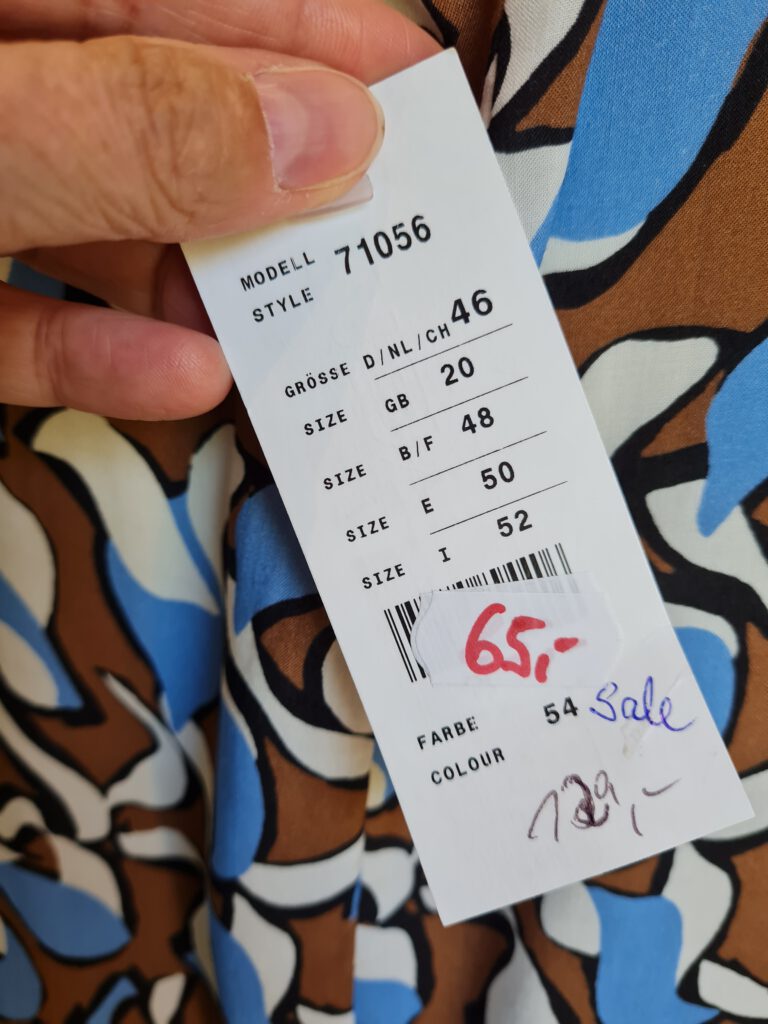 MODELL
STYLE 71056
GRÖSSE D/NL/CH 46
SIZE GB 20
SIZE B/F 48
SIZE E 50
SIZE I 52
65,-
FARBE
COLOUR 54 Sale